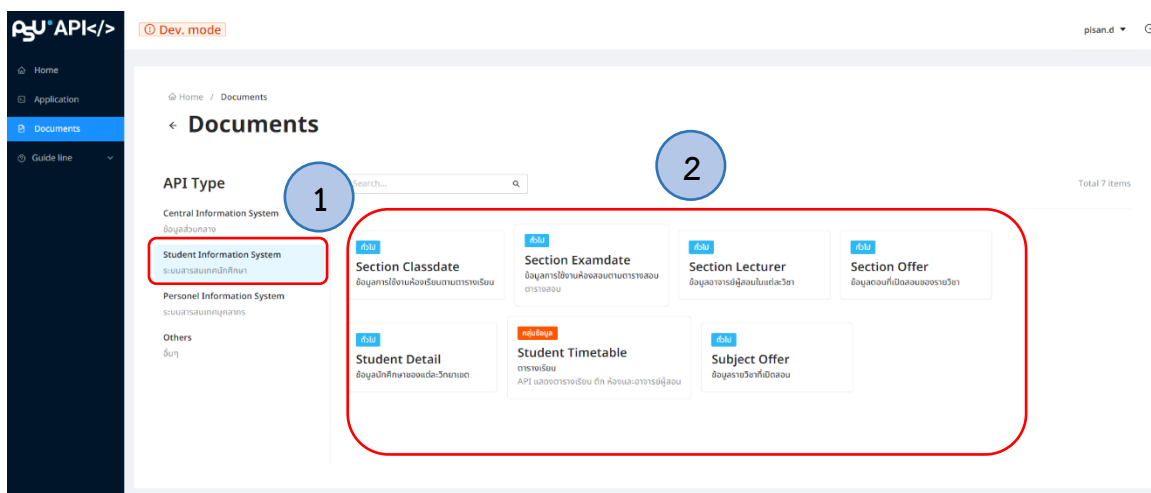 PSU API</>
Dev. mode
pisan.d
Home
Application
Documents
Guide line
Home / Documents
Documents
API Type
1
Search...
2
Total 7 items
Central Information System
ข้อมูลส่วนกลาง
Student Information System
ระบบสารสนเทศนักศึกษา
Personel Information System
ระบบสารสนเทศบุคลากร
Others
อื่นๆ
ทั่วไป
Section Classdate
ข้อมูลการใช้งานห้องเรียนตามตารางเรียน
ทั่วไป
Section Examdate
ข้อมูลการใช้งานห้องสอบตามตารางสอบ
ตารางสอบ
ทั่วไป
Section Lecturer
ข้อมูลอาจารย์ผู้สอนในแต่ละวิชา
ทั่วไป
Section Offer
ข้อมูลตอนที่เปิดสอนของรายวิชา
ทั่วไป
Student Detail
ข้อมูลนักศึกษาของแต่ละวิทยาเขต
กลุ่มข้อมูล
Student Timetable
ตารางเรียน
API แสดงตารางเรียน ตึก ห้องและอาจารย์ผู้สอน
ทั่วไป
Subject Offer
ข้อมูลรายวิชาที่เปิดสอน